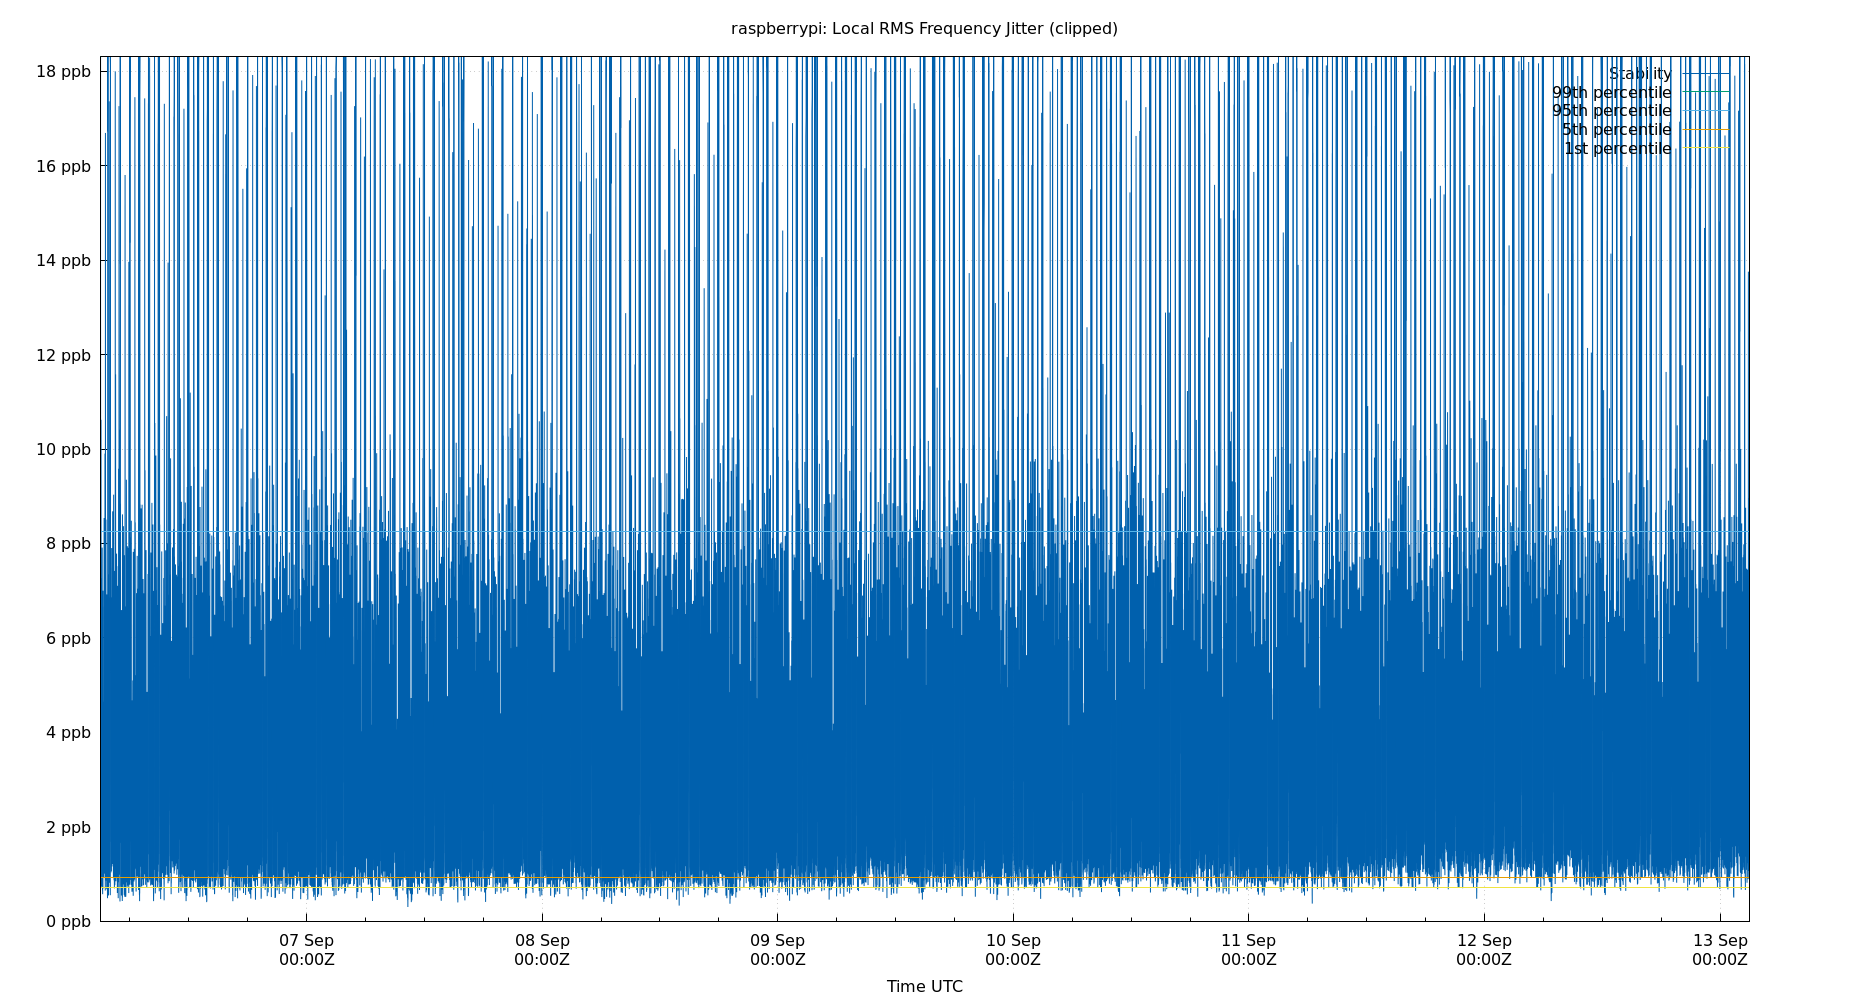 raspberrypi: Local RMS Frequency Jitter (clipped)
18 ppb
16 ppb
14 ppb
12 ppb
10 ppb
8 ppb
6 ppb
4 ppb
2 ppb
0 ppb
Stability
99th percentile
95th percentile
5th percentile
1st percentile
07 Sep 08 Sep 09 Sep 10 Sep 11 Sep 12 Sep 13 Sep
00:00Z 00:00Z 00:00Z 00:00Z 00:00Z 00:00Z 00:00Z
Time UTC